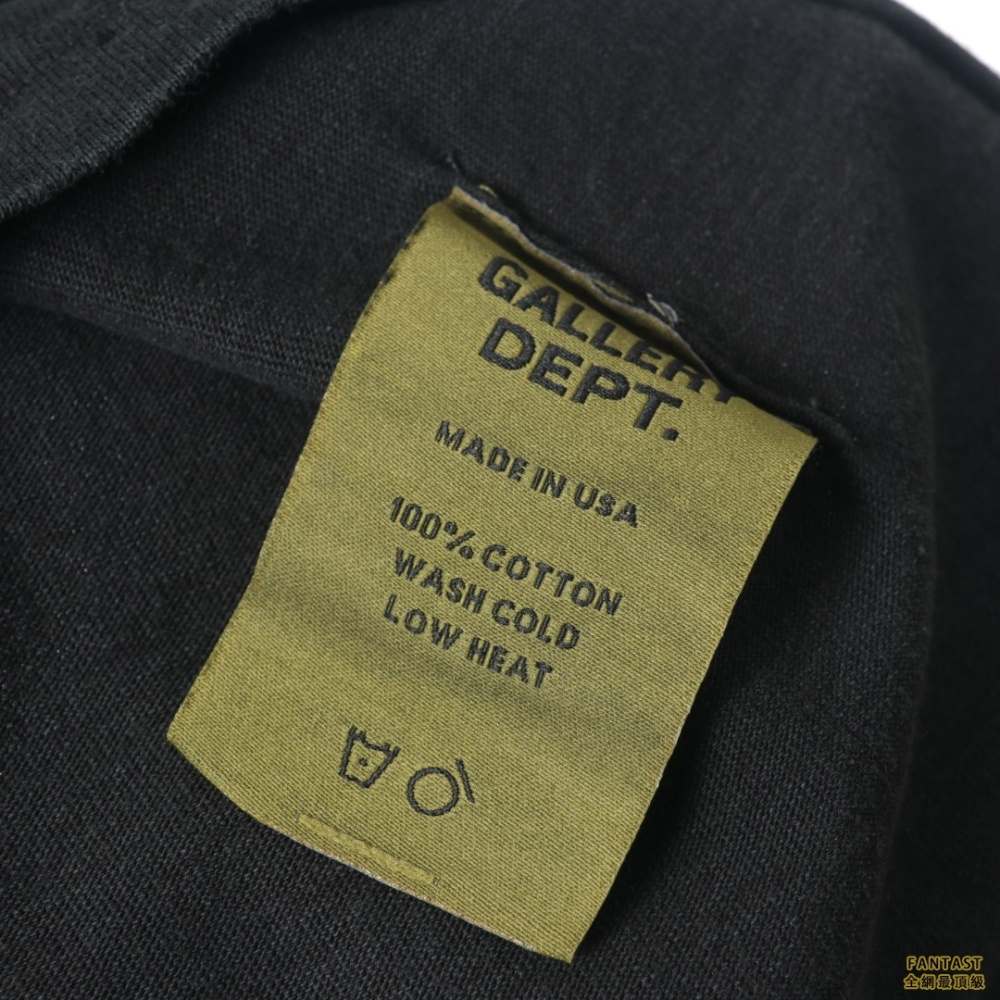 GALLERY
DEPT.
MADE IN USA
100% COTTON
WASH COLD
LOW HEAT
FANTAST
全網最頂級